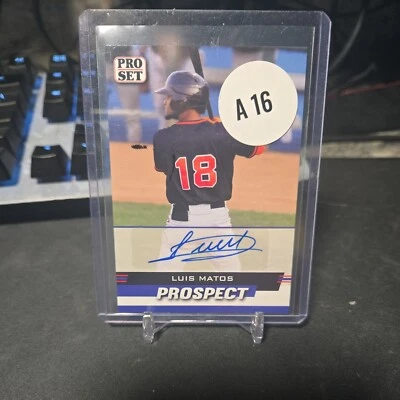 PRO
SET
A 16
18
LUIS MATOS
PROSPECT